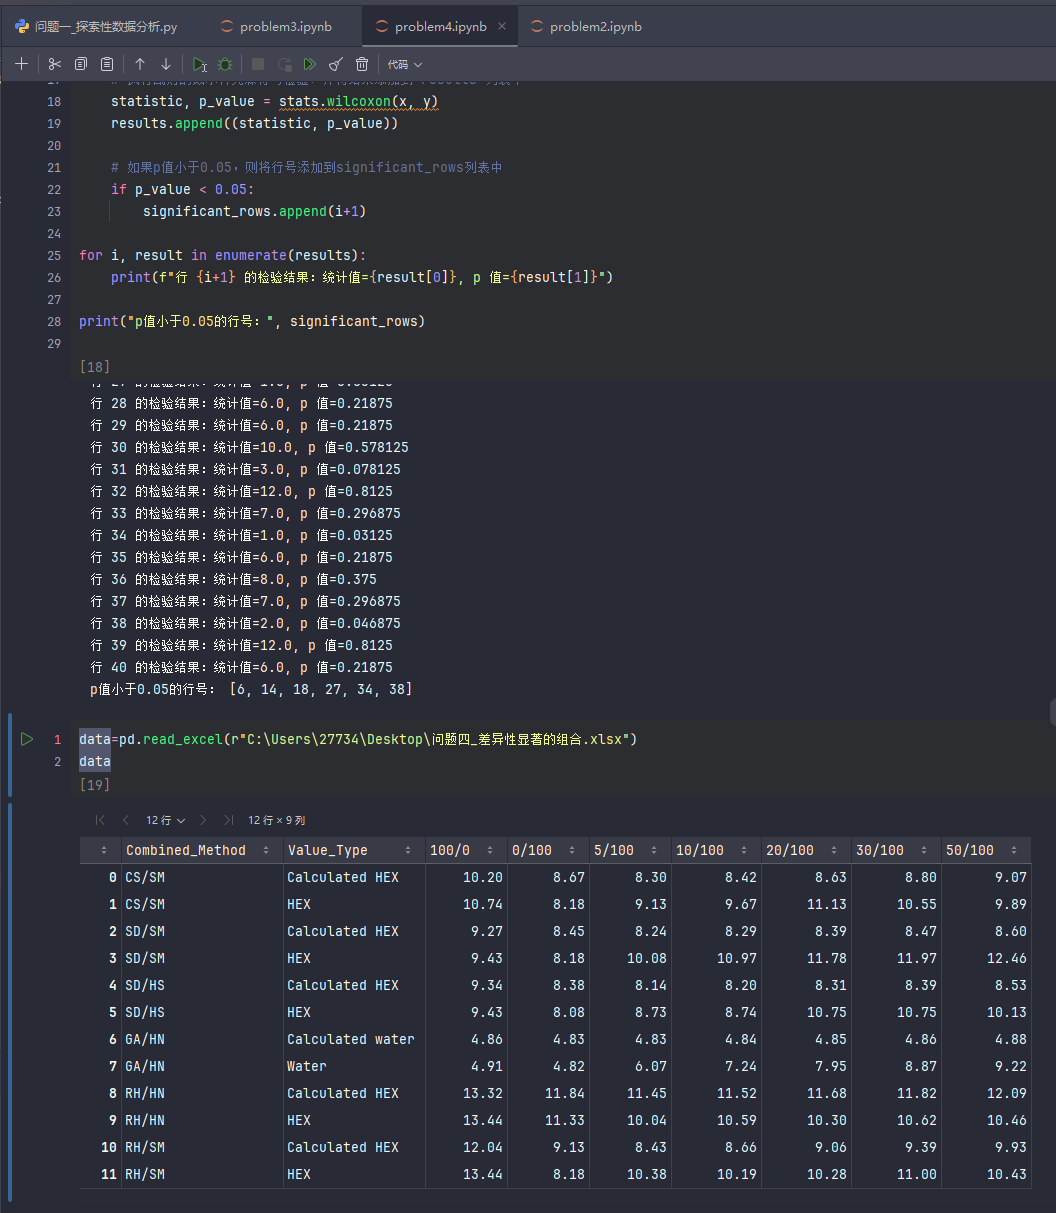 问题一_探索性数据分析.py problem3.ipynb problem4.ipynb problem2.ipynb
代码
18 statistic, p_value = stats.wilcoxon(x, y)
19 results.append((statistic, p_value))
20
21 # 如果p值小于0.05，则将行号添加到significant_rows列表中
22 if p_value < 0.05:
23 significant_rows.append(i+1)
24
25 for i, result in enumerate(results):
26 print(f"行 {i+1} 的检验结果：统计值={result[0]}, p 值={result[1]}")
27
28 print("p值小于0.05的行号：", significant_rows)
29
[18]
行 28 的检验结果：统计值=6.0, p 值=0.21875
行 29 的检验结果：统计值=6.0, p 值=0.21875
行 30 的检验结果：统计值=10.0, p 值=0.578125
行 31 的检验结果：统计值=3.0, p 值=0.078125
行 32 的检验结果：统计值=12.0, p 值=0.8125
行 33 的检验结果：统计值=7.0, p 值=0.296875
行 34 的检验结果：统计值=1.0, p 值=0.03125
行 35 的检验结果：统计值=6.0, p 值=0.21875
行 36 的检验结果：统计值=8.0, p 值=0.375
行 37 的检验结果：统计值=7.0, p 值=0.296875
行 38 的检验结果：统计值=2.0, p 值=0.046875
行 39 的检验结果：统计值=12.0, p 值=0.8125
行 40 的检验结果：统计值=6.0, p 值=0.21875
p值小于0.05的行号： [6, 14, 18, 27, 34, 38]
1 data=pd.read_excel(r"C:\Users\27734\Desktop\问题四_差异性显著的组合.xlsx")
2 data
[19]
12 行 12 行 × 9 列
Combined_Method Value_Type 100/0 0/100 5/100 10/100 20/100 30/100 50/100
0 CS/SM Calculated HEX 10.20 8.67 8.30 8.42 8.63 8.80 9.07
1 CS/SM HEX 10.74 8.18 9.13 9.67 11.13 10.55 9.89
2 SD/SM Calculated HEX 9.27 8.45 8.24 8.29 8.39 8.47 8.60
3 SD/SM HEX 9.43 8.18 10.08 10.97 11.78 11.97 12.46
4 SD/HS Calculated HEX 9.34 8.38 8.14 8.20 8.31 8.39 8.53
5 SD/HS HEX 9.43 8.08 8.73 8.74 10.75 10.75 10.13
6 GA/HN Calculated water 4.86 4.83 4.83 4.84 4.85 4.86 4.88
7 GA/HN Water 4.91 4.82 6.07 7.24 7.95 8.87 9.22
8 RH/HN Calculated HEX 13.32 11.84 11.45 11.52 11.68 11.82 12.09
9 RH/HN HEX 13.44 11.33 10.04 10.59 10.30 10.62 10.46
10 RH/SM Calculated HEX 12.04 9.13 8.43 8.66 9.06 9.39 9.93
11 RH/SM HEX 13.44 8.18 10.38 10.19 10.28 11.00 10.43